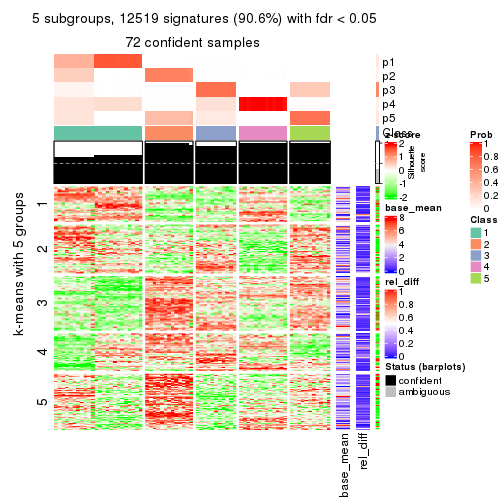 5 subgroups, 12519 signatures (90.6%) with fdr < 0.05
72 confident samples
p1
p2
p3
p4
p5
Class
Silhouette
score
k-means with 5 groups
1
2
3
4
5
base_mean
rel_diff
z-score
2
1
0
-1
-2
base_mean
8
6
4
2
0
rel_diff
1
0.8
0.6
0.4
0.2
0
Status (barplots)
confident
ambiguous
Prob
1
0.8
0.6
0.4
0.2
0
Class
1
2
3
4
5